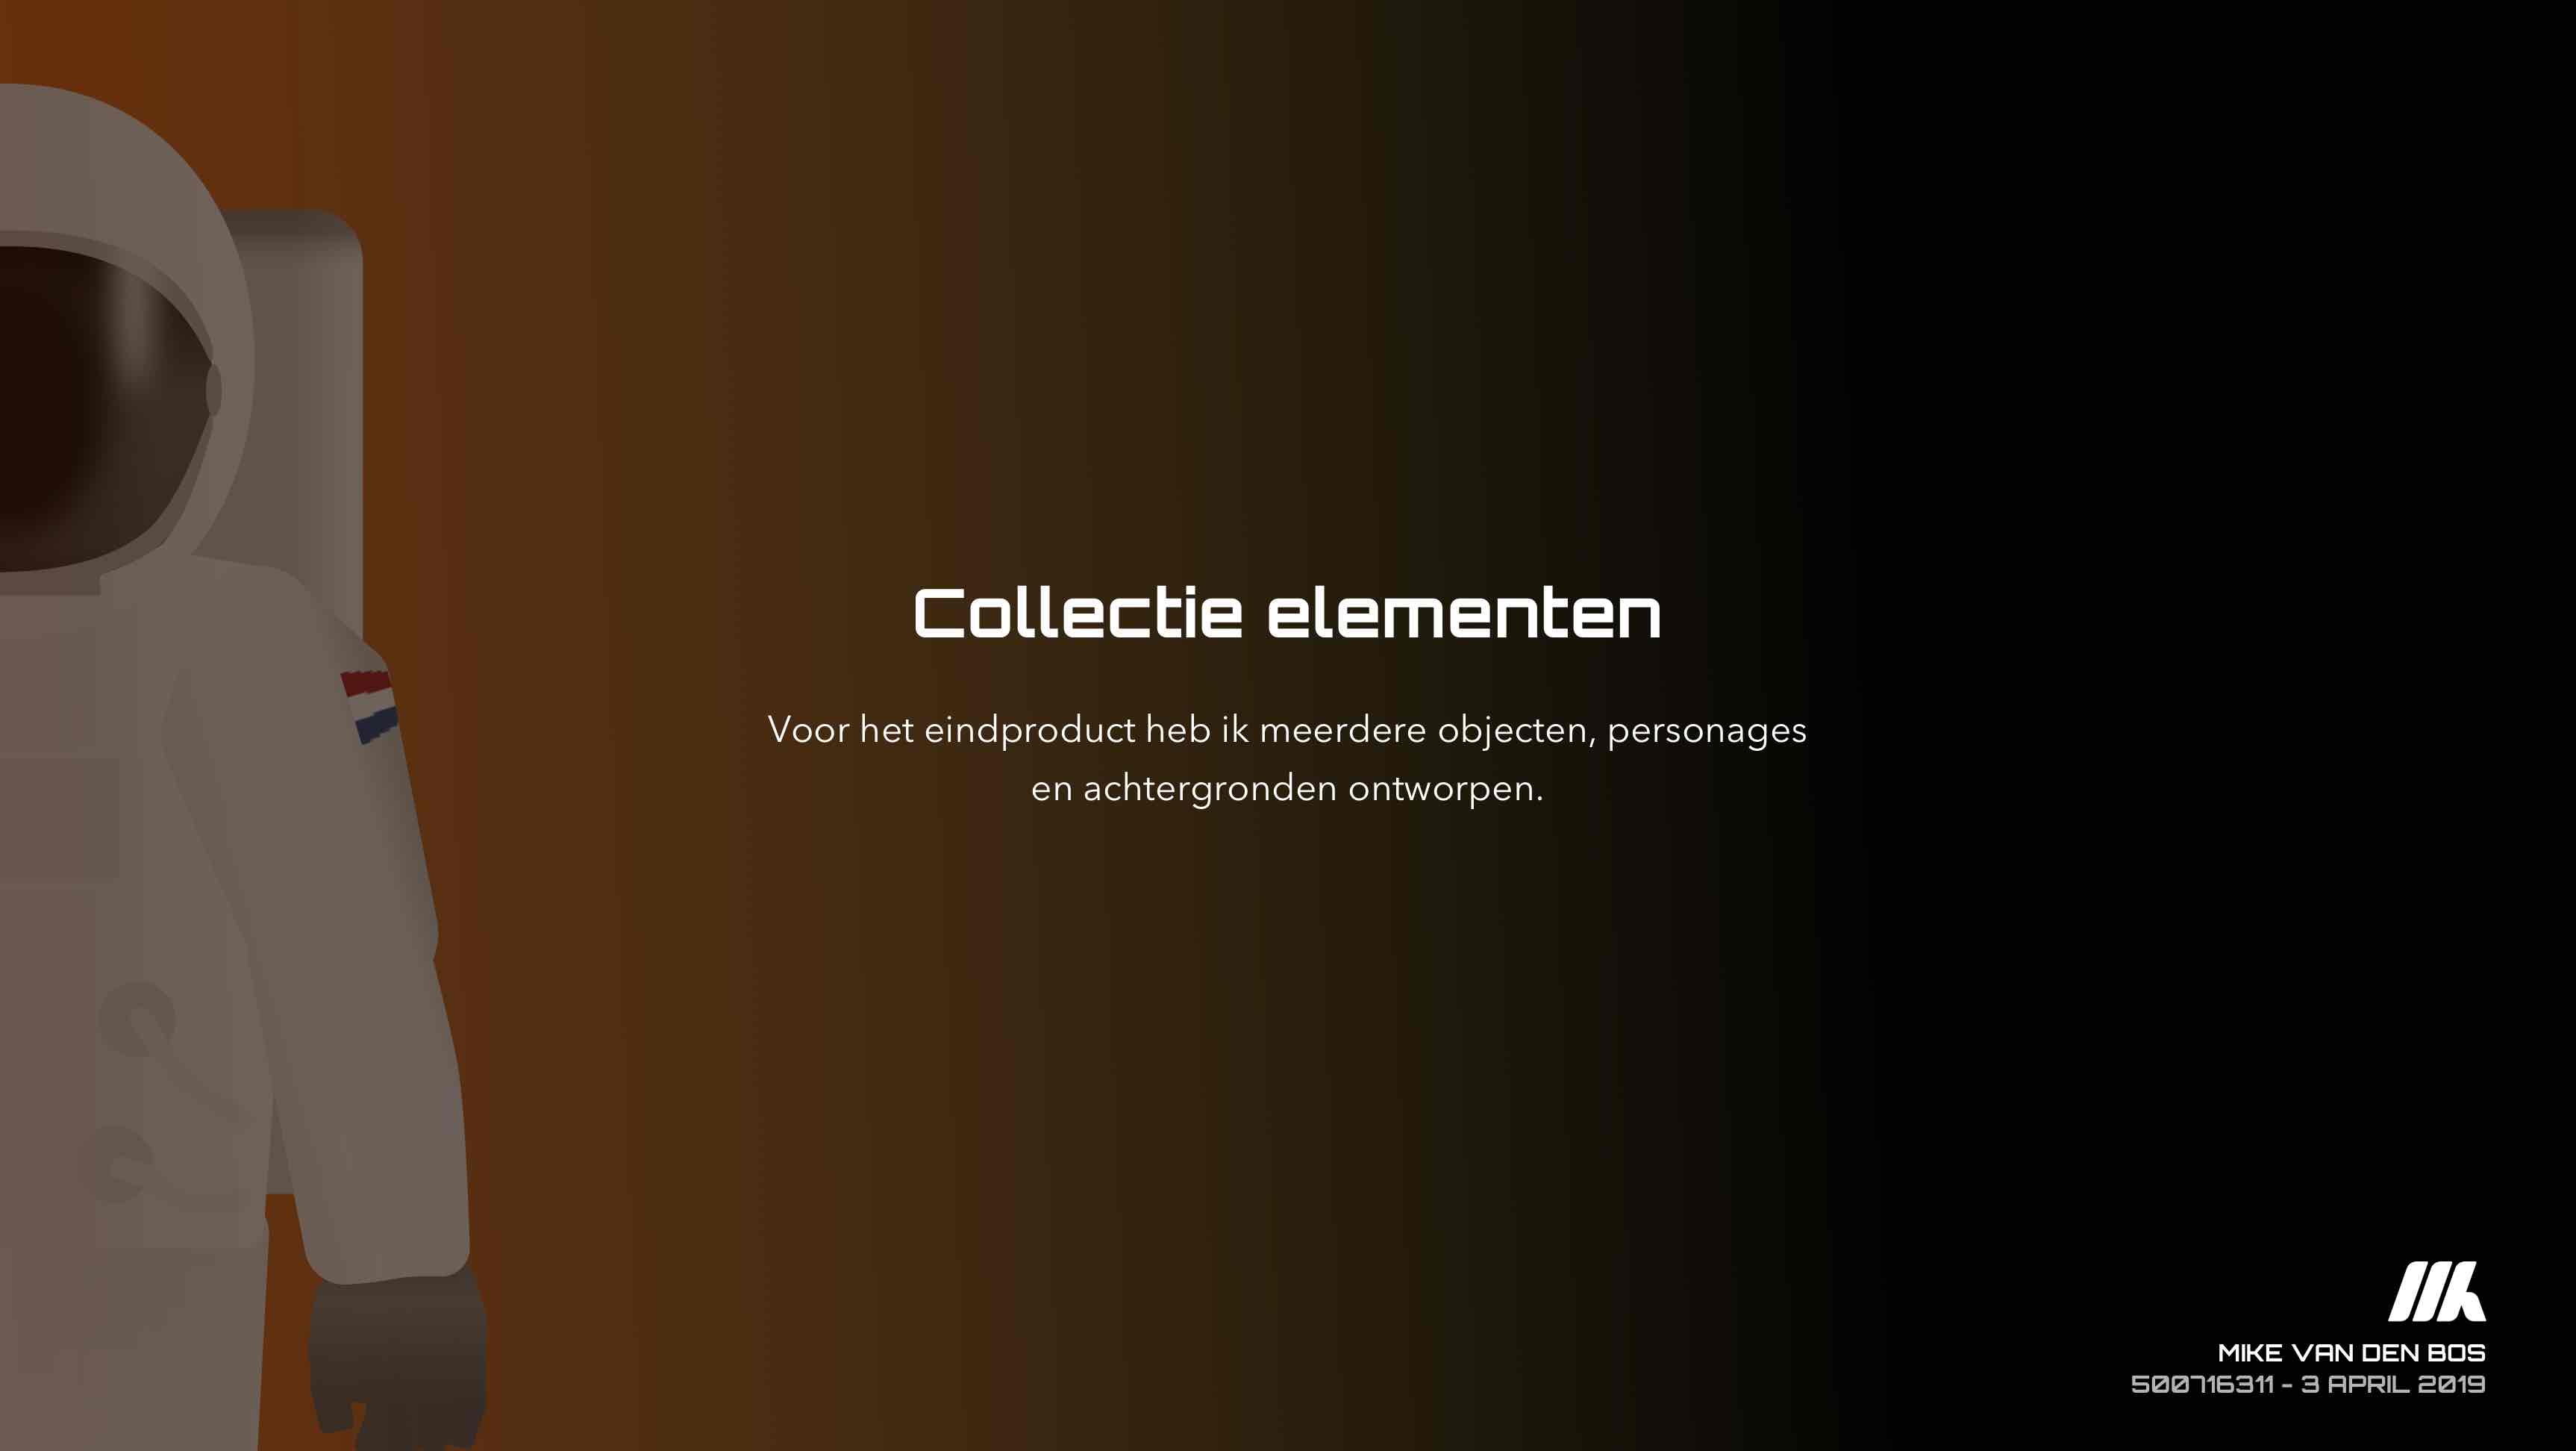 Collectie elementen
Voor het eindproduct heb ik meerdere objecten, personages
en achtergronden ontworpen.
MIKE VAN DEN BOS
500716311 - 3 APRIL 2019